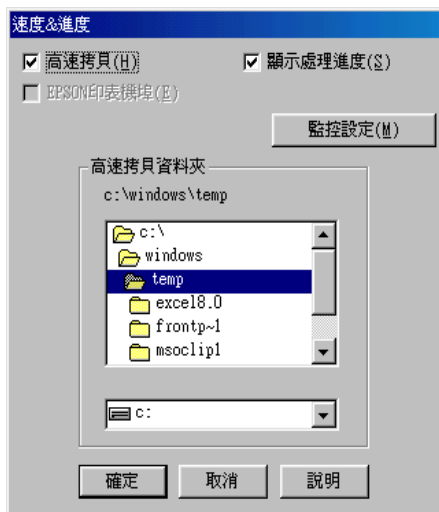 速度&進度
高速拷貝(H)
顯示處理進度(S)
EPSON印表機埠(E)
監控設定(M)
高速拷貝資料夾
c:\windows\temp
c:\
windows
temp
excel8.0
frontp~1
msoclip1
c:
確定
取消
說明